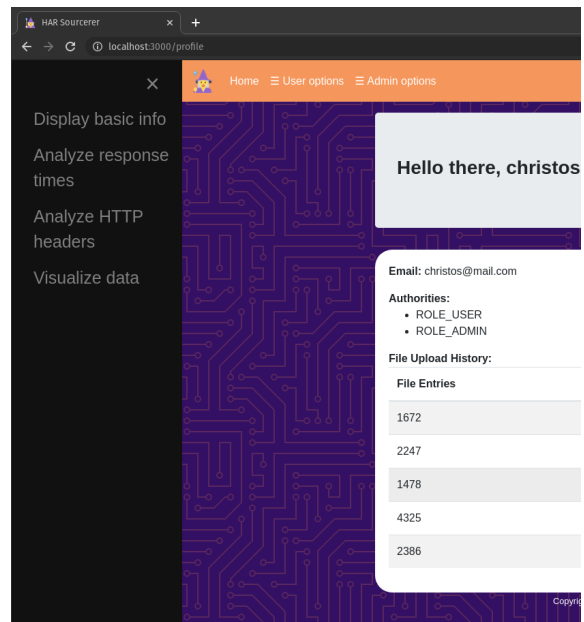 HAR Sourcerer
localhost:3000/profile
Home ☰ User options ☰ Admin options
×
Display basic info
Analyze response
times
Analyze HTTP
headers
Visualize data
Hello there, christos
Email: christos@mail.com
Authorities:
• ROLE_USER
• ROLE_ADMIN
File Upload History:
File Entries
1672
2247
1478
4325
2386